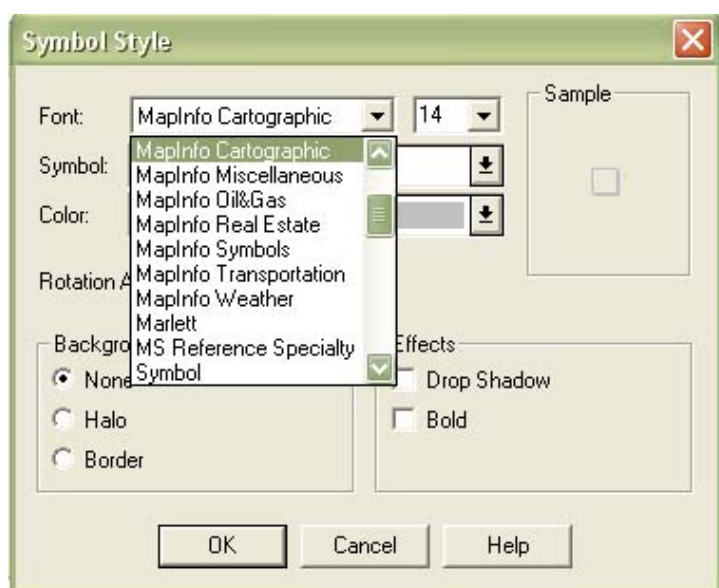 Symbol Style
Font:
MapInfo Cartographic
14
Sample
MapInfo Cartographic
MapInfo Miscellaneous
MapInfo Oil&Gas
MapInfo Real Estate
MapInfo Symbols
MapInfo Transportation
MapInfo Weather
Marlett
MS Reference Specialty
Symbol
Symbol:
Color:
Rotation A
Backgro
None
Halo
Border
Effects
Drop Shadow
Bold
OK
Cancel
Help